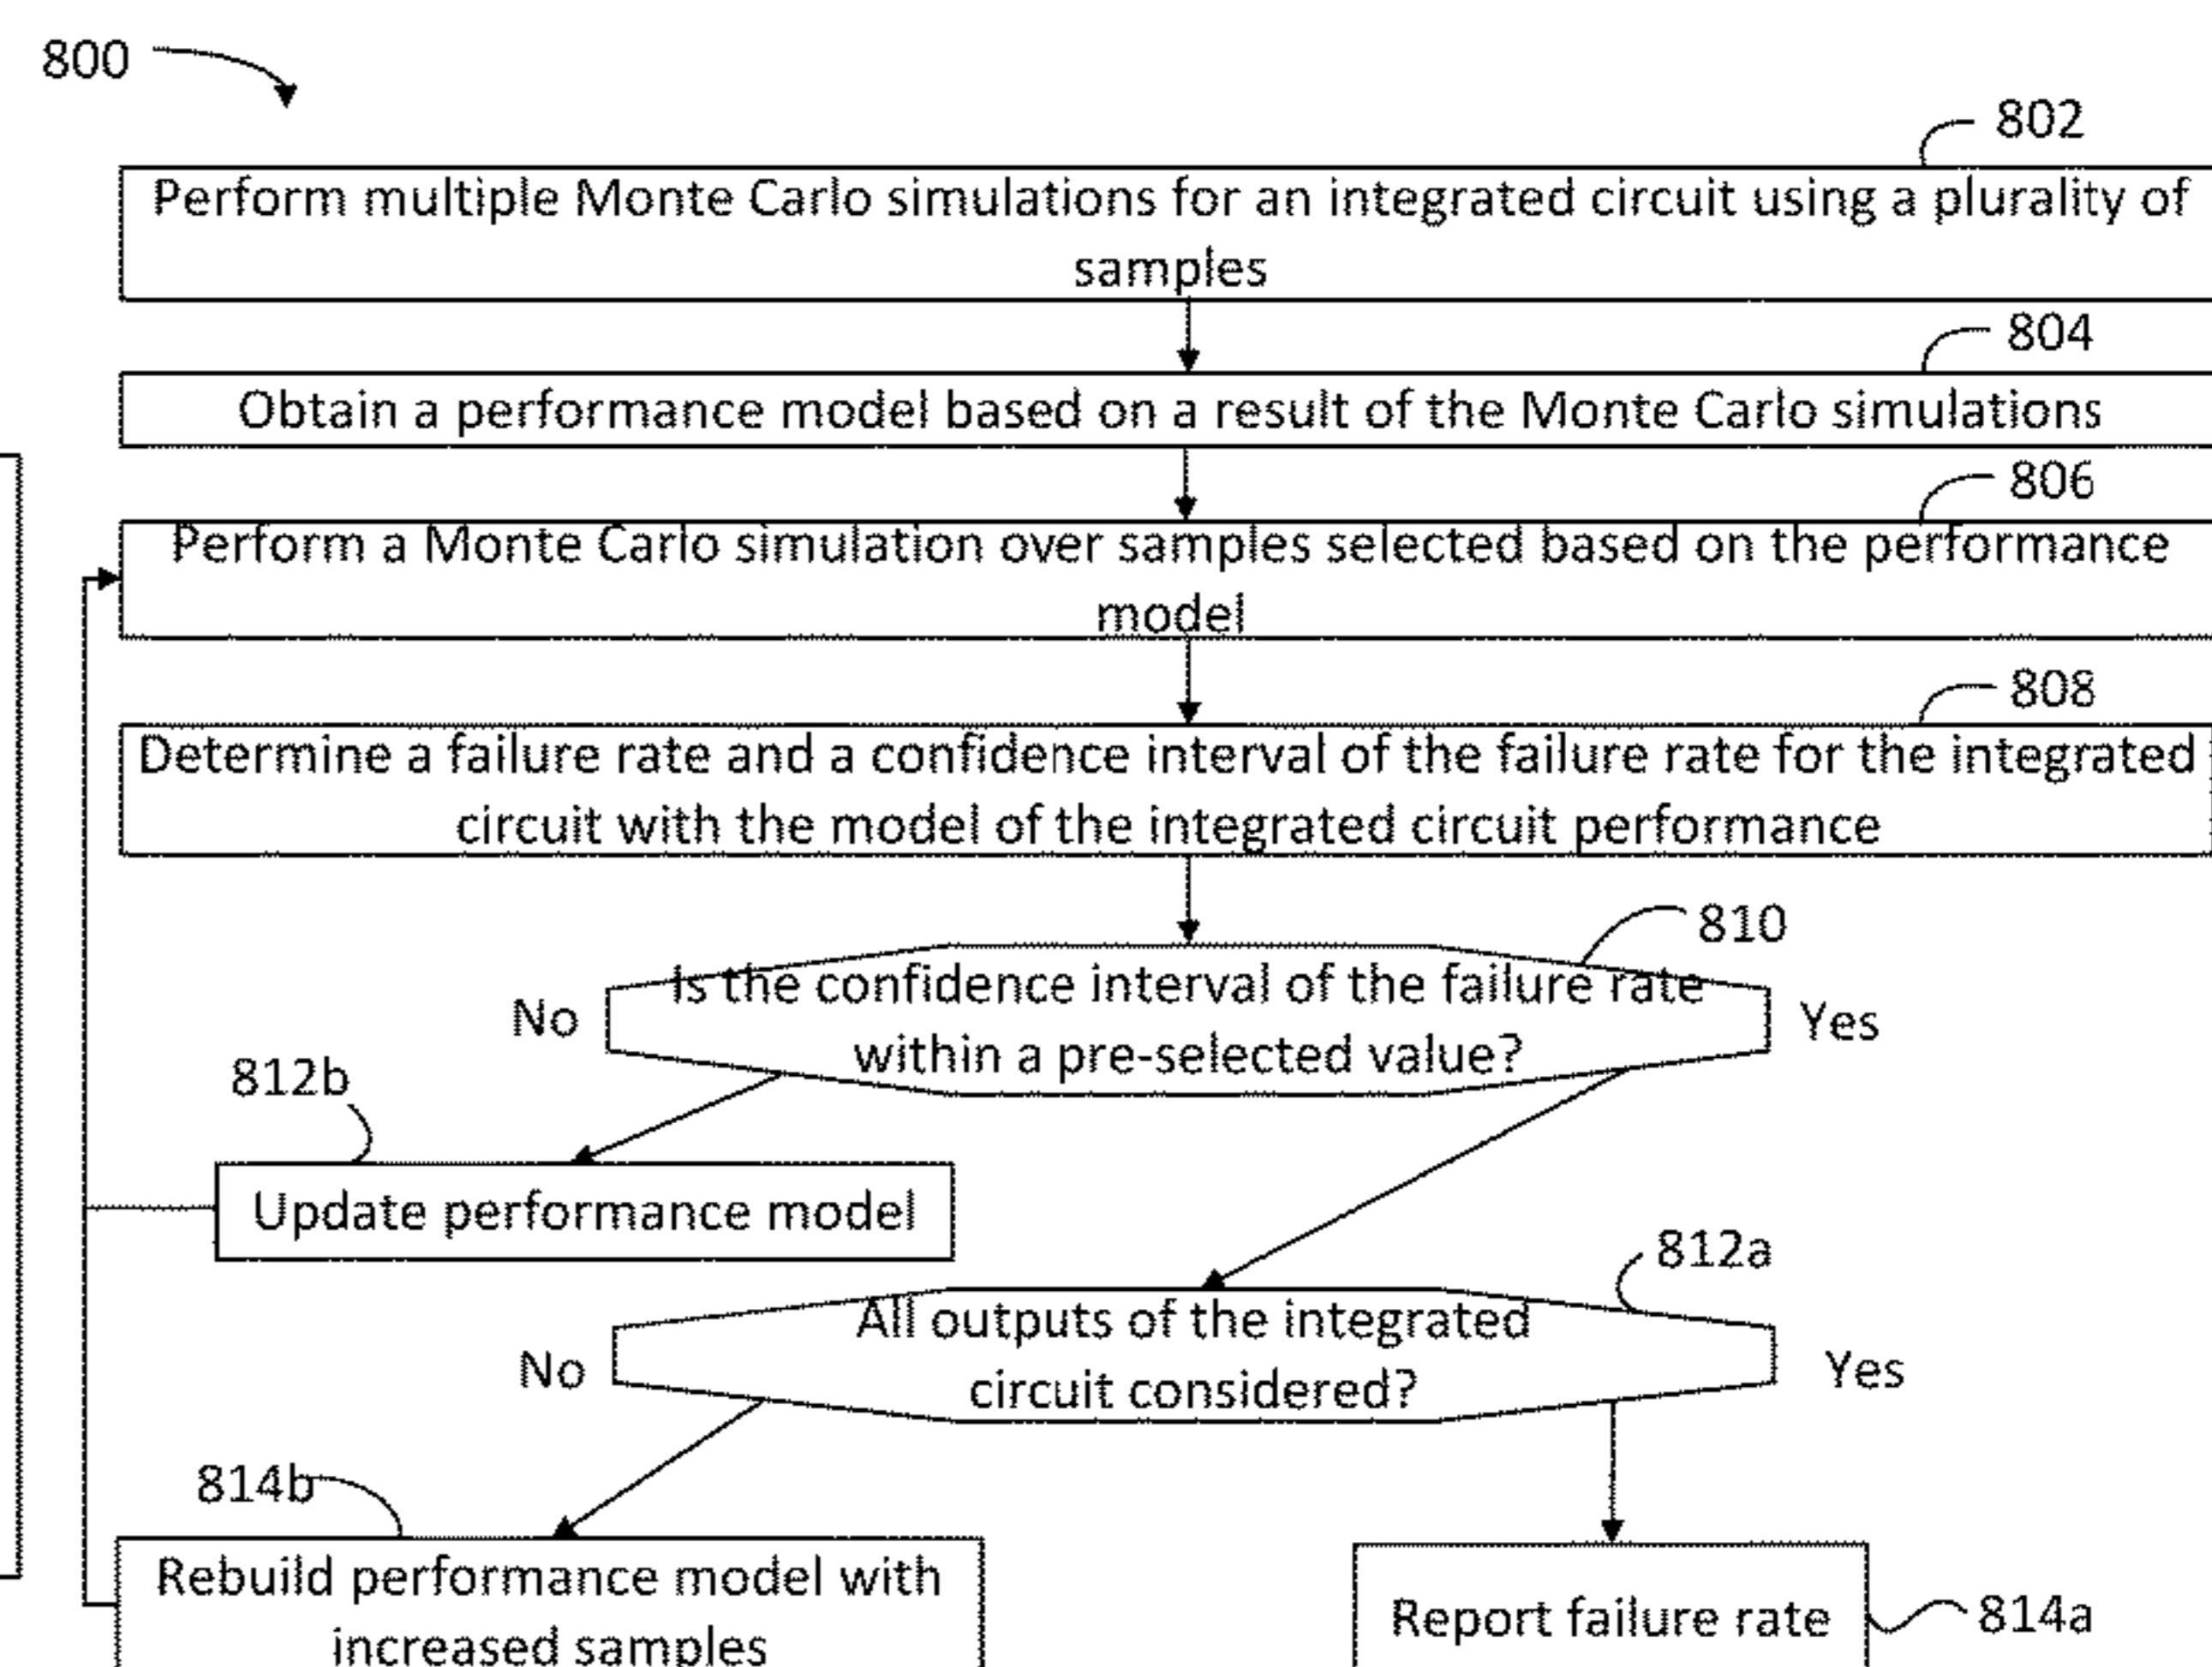 800
802
Perform multiple Monte Carlo simulations for an integrated circuit using a plurality of
samples
804
Obtain a performance model based on a result of the Monte Carlo simulations
806
Perform a Monte Carlo simulation over samples selected based on the performance
model
808
Determine a failure rate and a confidence interval of the failure rate for the integrated
circuit with the model of the integrated circuit performance
810
Is the confidence interval of the failure rate
within a pre-selected value?
No
Yes
812b
Update performance model
812a
All outputs of the integrated
circuit considered?
No
Yes
814b
Rebuild performance model with
increased samples
Report failure rate
814a